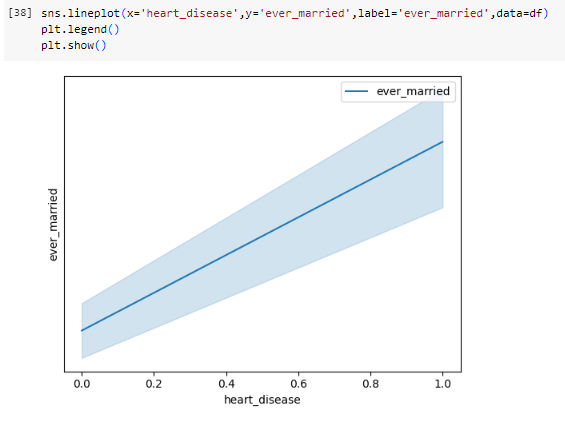 [38] sns.lineplot(x='heart_disease',y='ever_married',label='ever_married',data=df)
plt.legend()
plt.show()
ever_married
ever_married
0.0 0.2 0.4 0.6 0.8 1.0
heart_disease